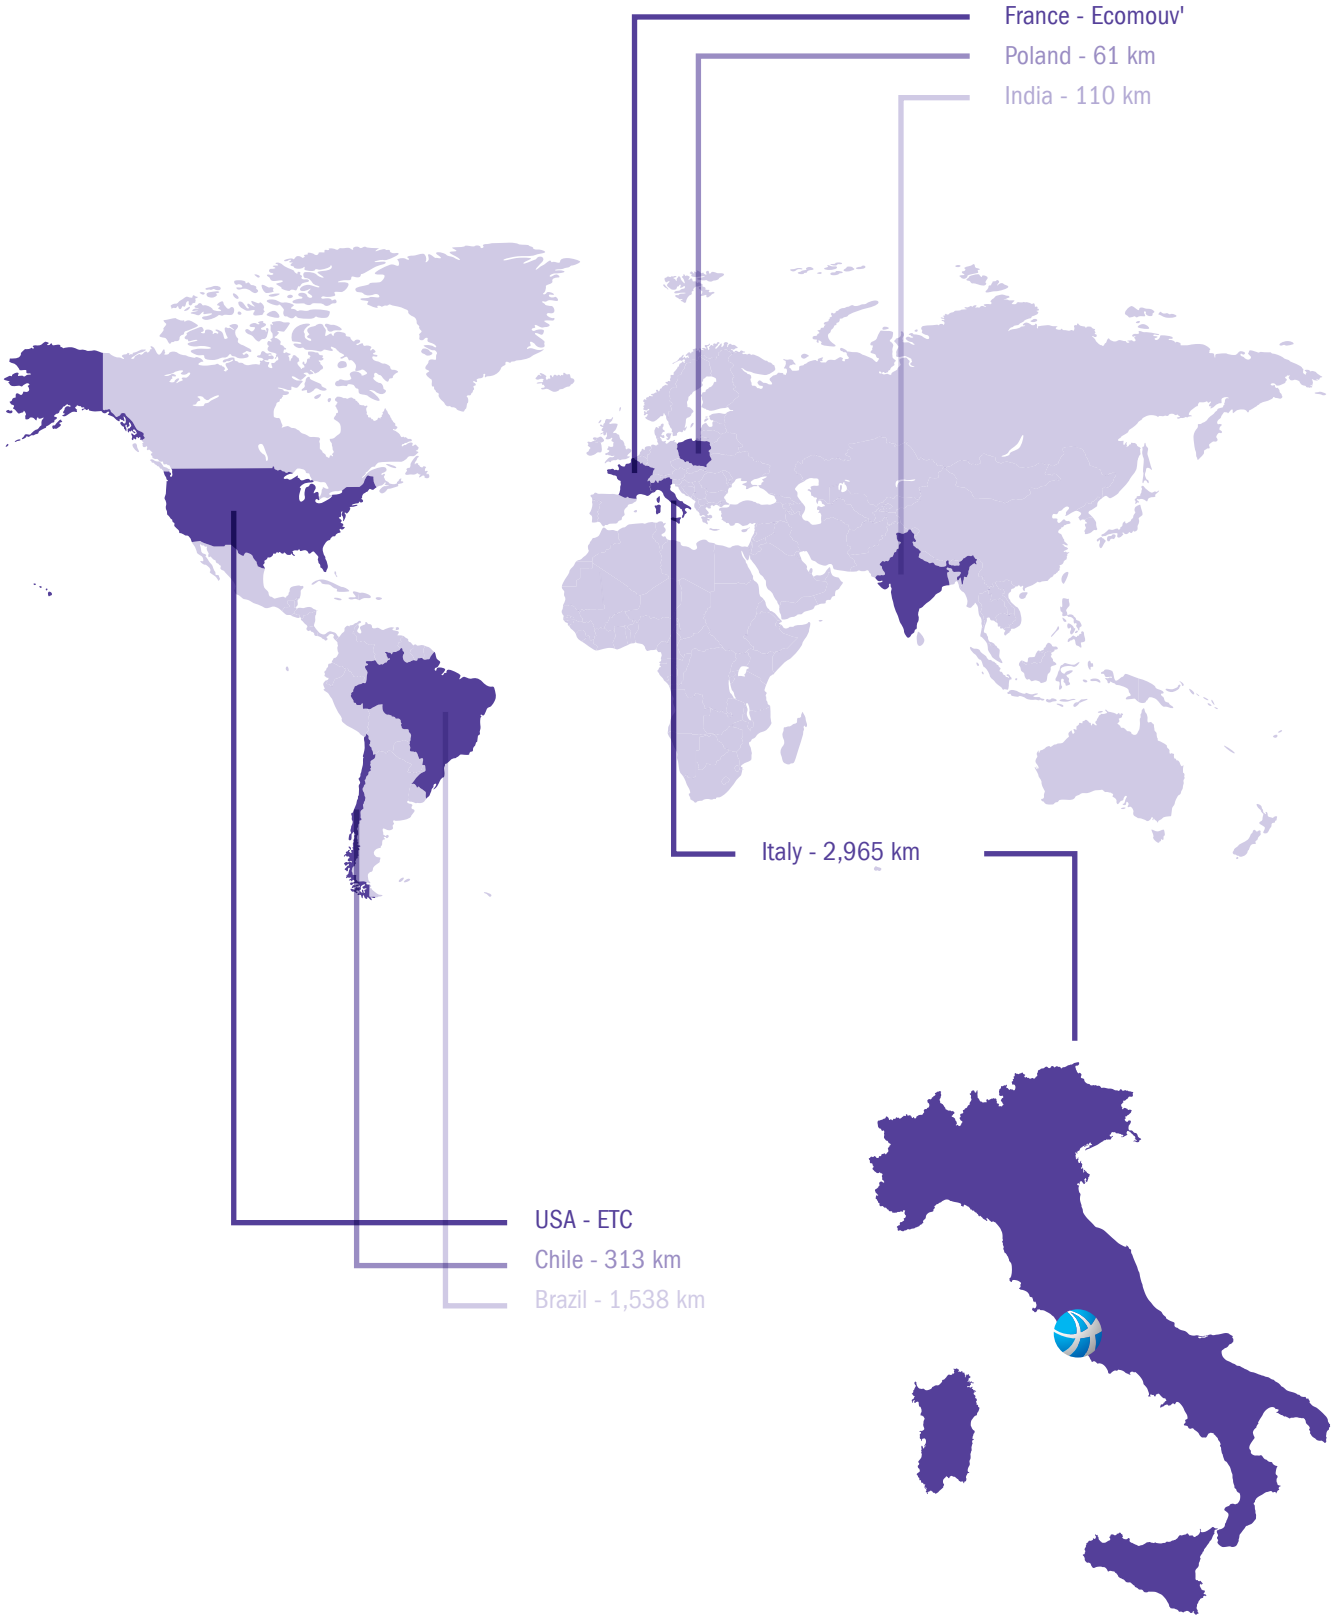 France - Ecomouv'
Poland - 61 km
India - 110 km
Italy - 2,965 km
USA - ETC
Chile - 313 km
Brazil - 1,538 km